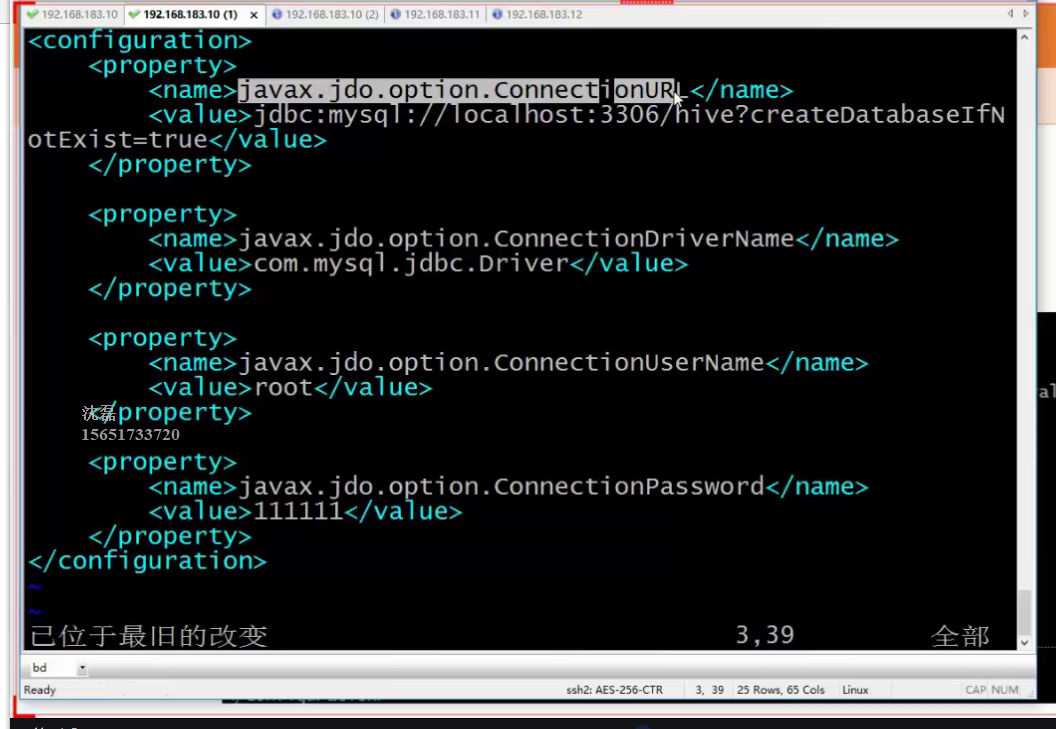 192.168.183.10 192.168.183.10 (1) x 192.168.183.10 (2) 192.168.183.11 192.168.183.12
<configuration>
<property>
<name>javax.jdo.option.ConnectionURL</name>
<value>jdbc:mysql://localhost:3306/hive?createDatabaseIfN
otExist=true</value>
</property>
<property>
<name>javax.jdo.option.ConnectionDriverName</name>
<value>com.mysql.jdbc.Driver</value>
</property>
<property>
<name>javax.jdo.option.ConnectionUserName</name>
<value>root</value>
</property>
沈磊
15651733720
<property>
<name>javax.jdo.option.ConnectionPassword</name>
<value>111111</value>
</property>
</configuration>
~
~
已位于最旧的改变 3,39 全部
bd
Ready ssh2: AES-256-CTR 3, 39 25 Rows, 65 Cols Linux CAP NUM